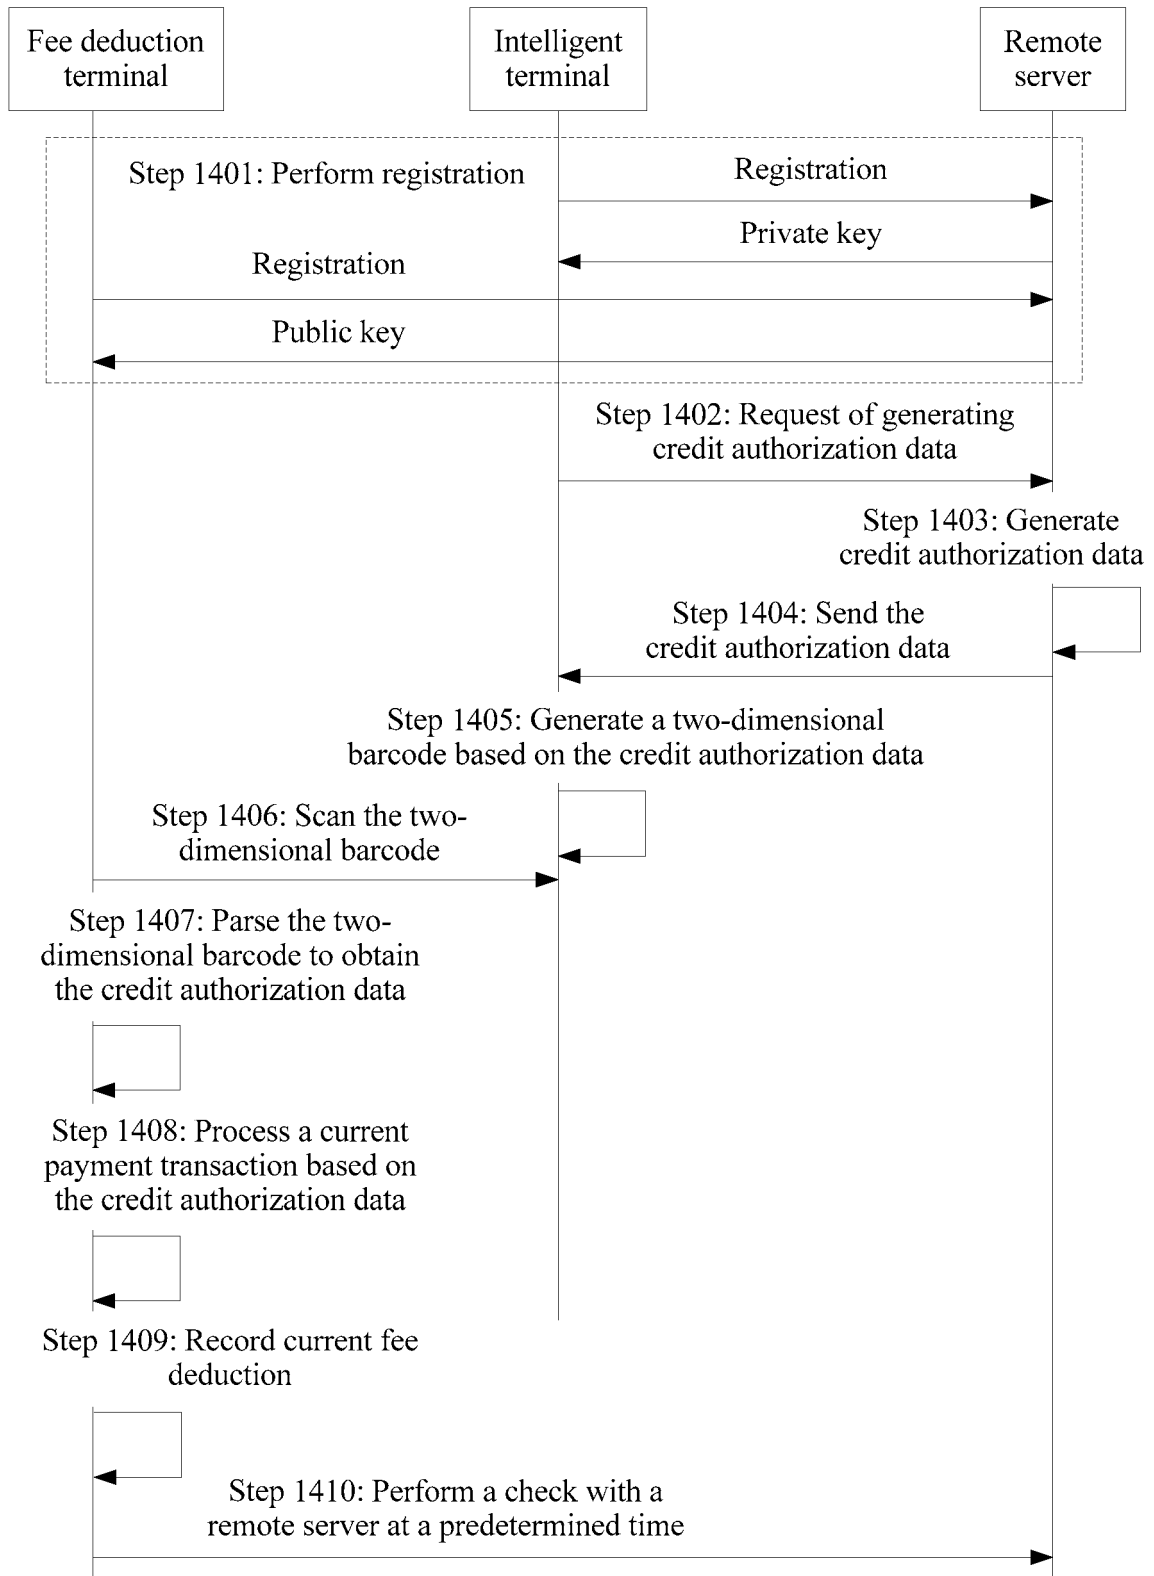 Fee deduction
terminal
Intelligent
terminal
Remote
server
Step 1401: Perform registration
Registration
Private key
Registration
Public key
Step 1402: Request of generating
credit authorization data
Step 1403: Generate
credit authorization data
Step 1404: Send the
credit authorization data
Step 1405: Generate a two-dimensional
barcode based on the credit authorization data
Step 1406: Scan the two-
dimensional barcode
Step 1407: Parse the two-
dimensional barcode to obtain
the credit authorization data
Step 1408: Process a current
payment transaction based on
the credit authorization data
Step 1409: Record current fee
deduction
Step 1410: Perform a check with a
remote server at a predetermined time